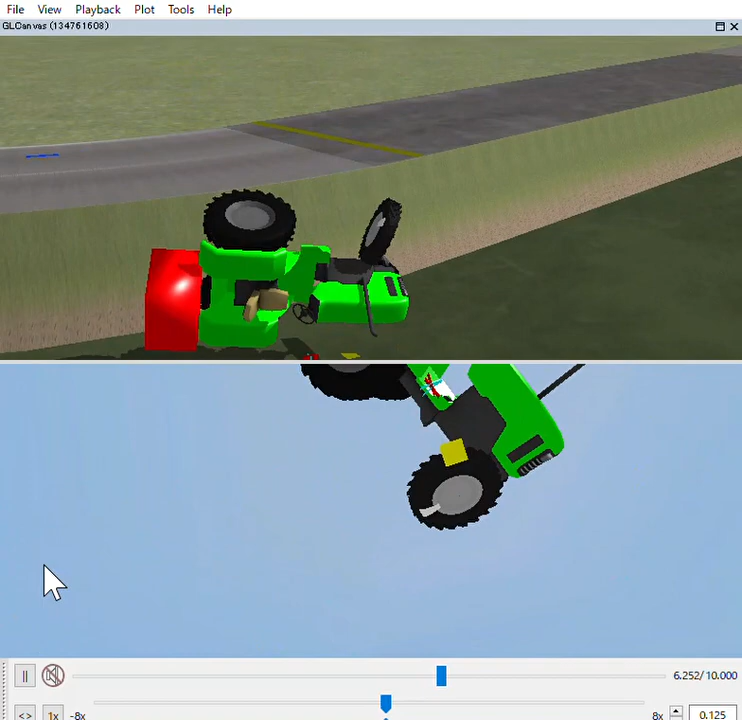 File View Playback Plot Tools Help
GLCanvas (134761608)
6.252/10.000
<> 1x -8x 8x 0.125